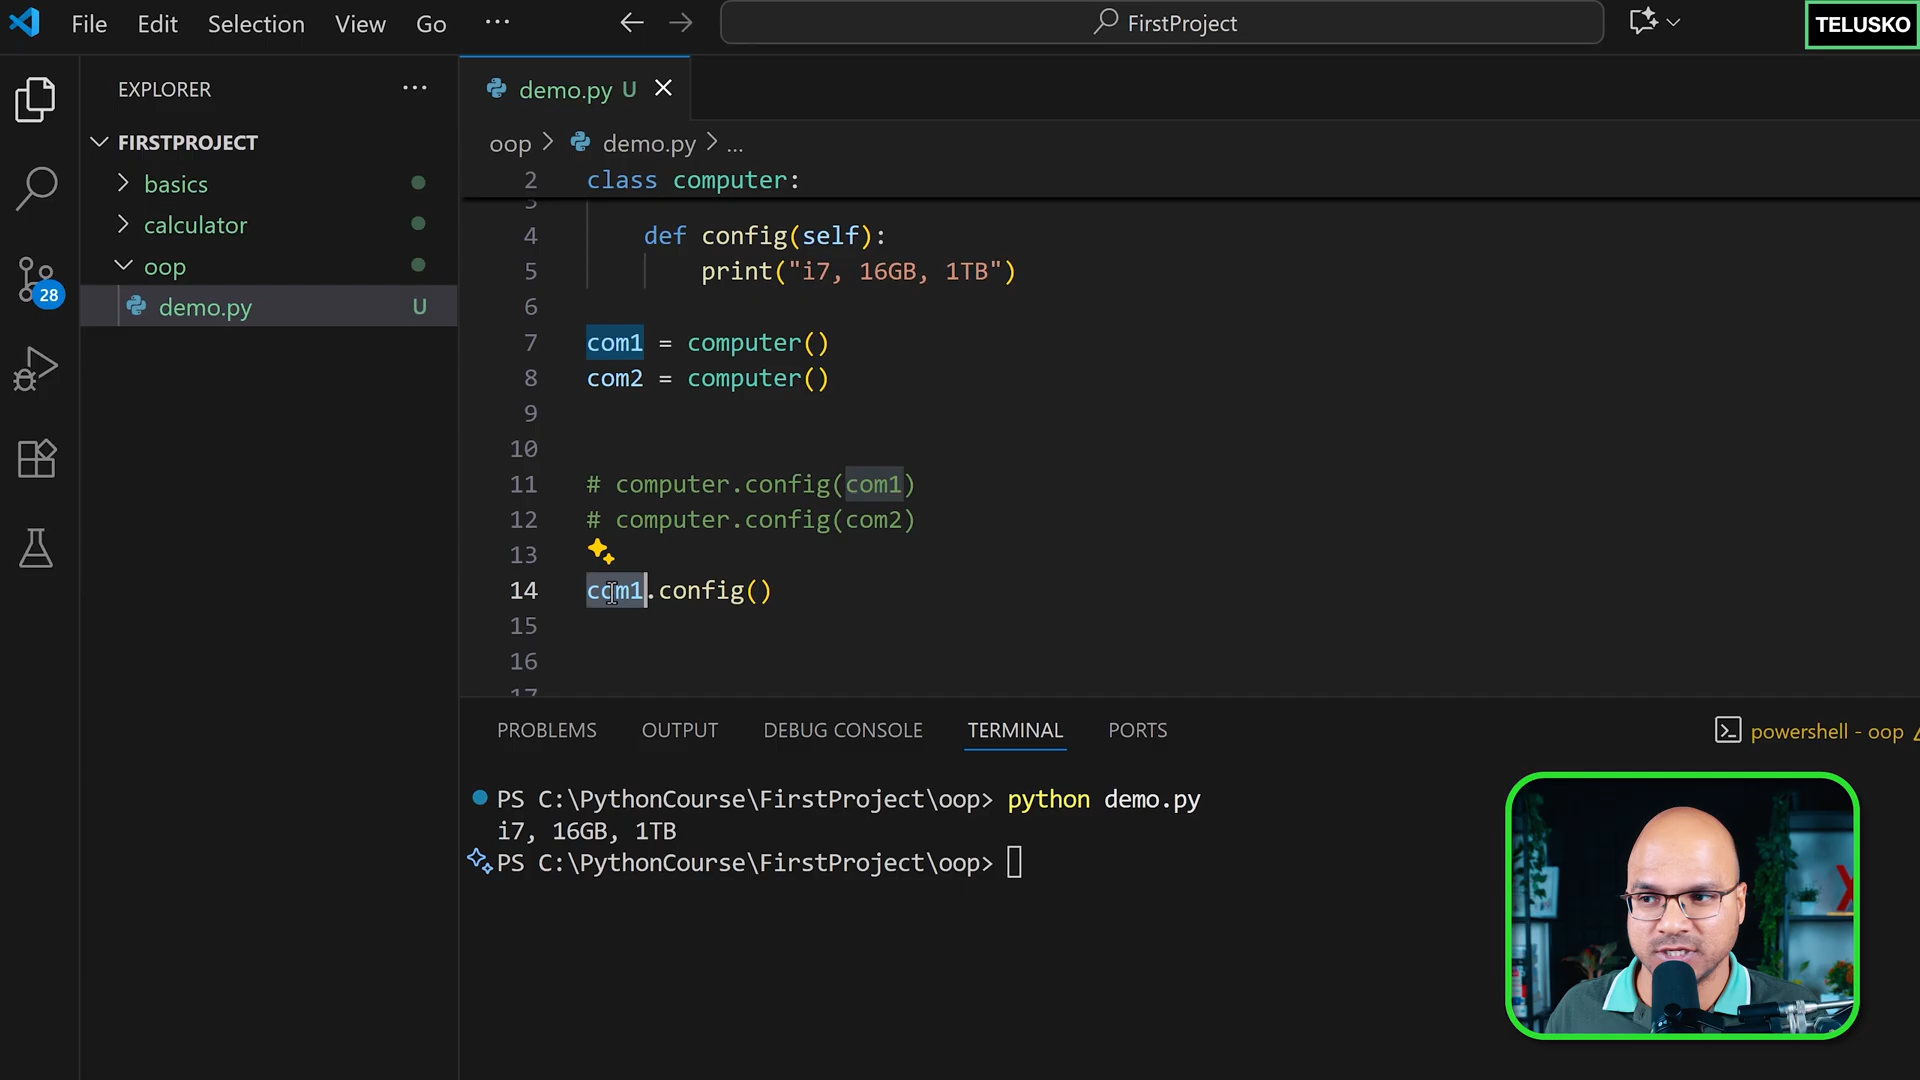 File Edit Selection View Go ···
FirstProject
TELUSKO
EXPLORER ···
FIRSTPROJECT
basics
calculator
oop
demo.py U
28
demo.py U
oop > demo.py > ...
2 class computer:
3
4 def config(self):
5 print("i7, 16GB, 1TB")
6
7 com1 = computer()
8 com2 = computer()
9
10
11 # computer.config(com1)
12 # computer.config(com2)
13
14 com1.config()
15
16
17
PROBLEMS OUTPUT DEBUG CONSOLE TERMINAL PORTS
powershell - oop
PS C:\PythonCourse\FirstProject\oop> python demo.py
i7, 16GB, 1TB
PS C:\PythonCourse\FirstProject\oop>